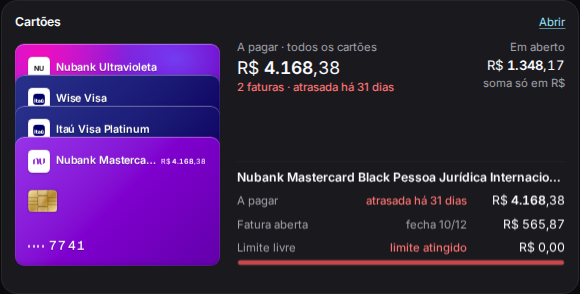 Cartões
Abrir
NU Nubank Ultravioleta
Itaú Wise Visa
Itaú Itaú Visa Platinum
nu Nubank Masterca... R$ 4.168,38
•••• 7741
A pagar · todos os cartões
R$ 4.168,38
2 faturas · atrasada há 31 dias
Em aberto
R$ 1.348,17
soma só em R$
Nubank Mastercard Black Pessoa Jurídica Internacio...
A pagar atrasada há 31 dias R$ 4.168,38
Fatura aberta fecha 10/12 R$ 565,87
Limite livre limite atingido R$ 0,00